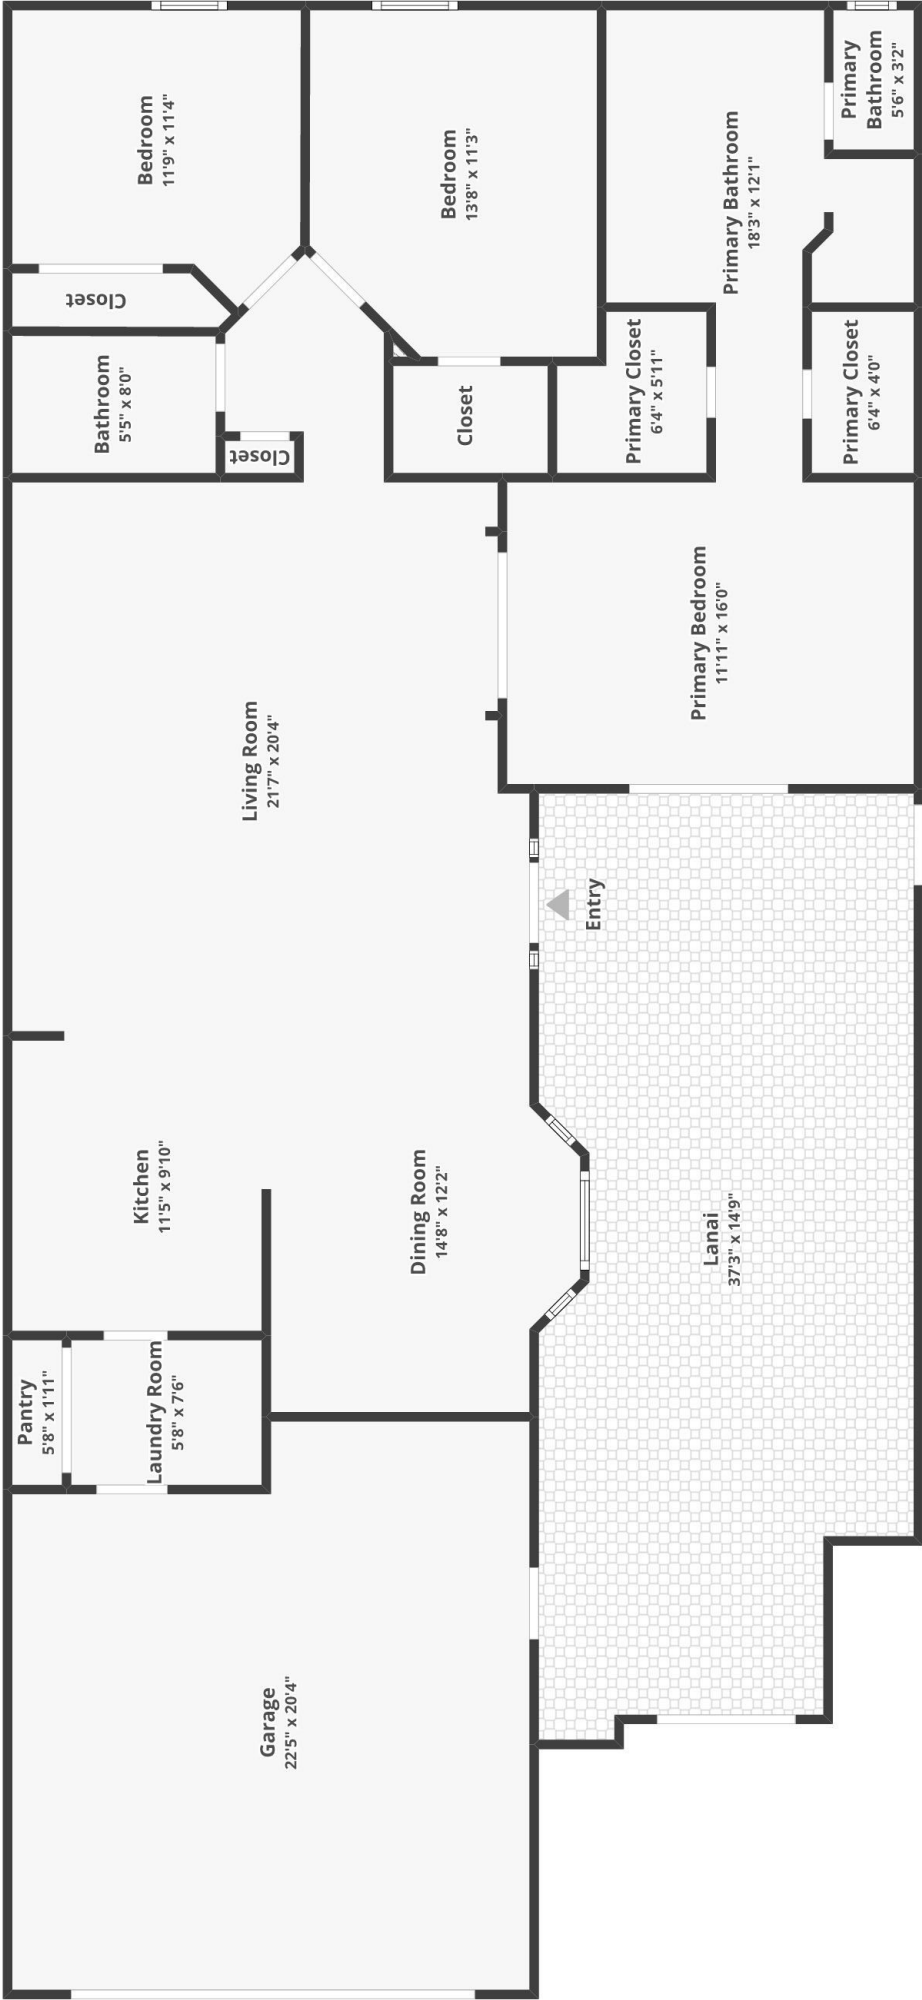 Bedroom
11'9" x 11'4"
Bedroom
13'8" x 11'3"
Primary Bathroom
18'3" x 12'1"
Primary
Bathroom
5'6" x 3'2"
Closet
Bathroom
5'5" x 8'0"
Closet
Closet
Primary Closet
6'4" x 5'11"
Primary Closet
6'4" x 4'0"
Living Room
21'7" x 20'4"
Primary Bedroom
11'11" x 16'0"
Entry
Kitchen
11'5" x 9'10"
Dining Room
14'8" x 12'2"
Lanai
37'3" x 14'9"
Pantry
5'8" x 1'11"
Laundry Room
5'8" x 7'6"
Garage
22'5" x 20'4"